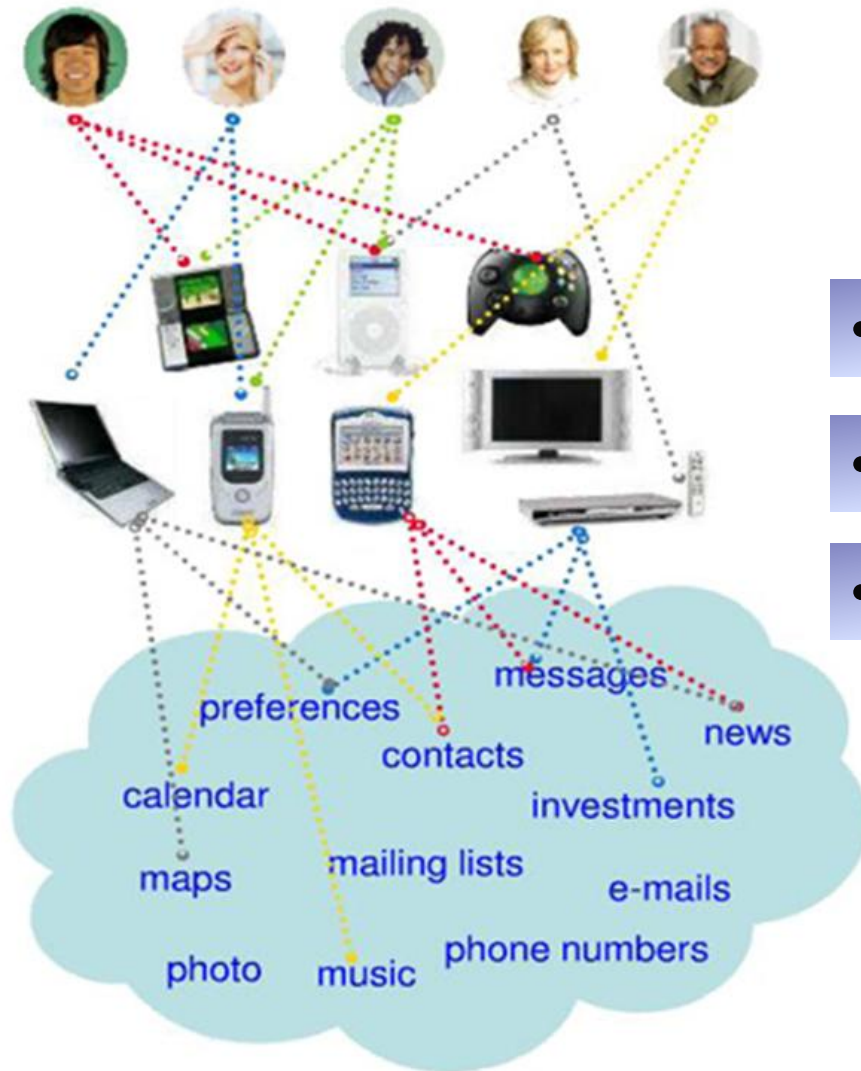 messages
preferences
news
contacts
calendar
investments
mailing lists
maps
e-mails
phone numbers
photo
music